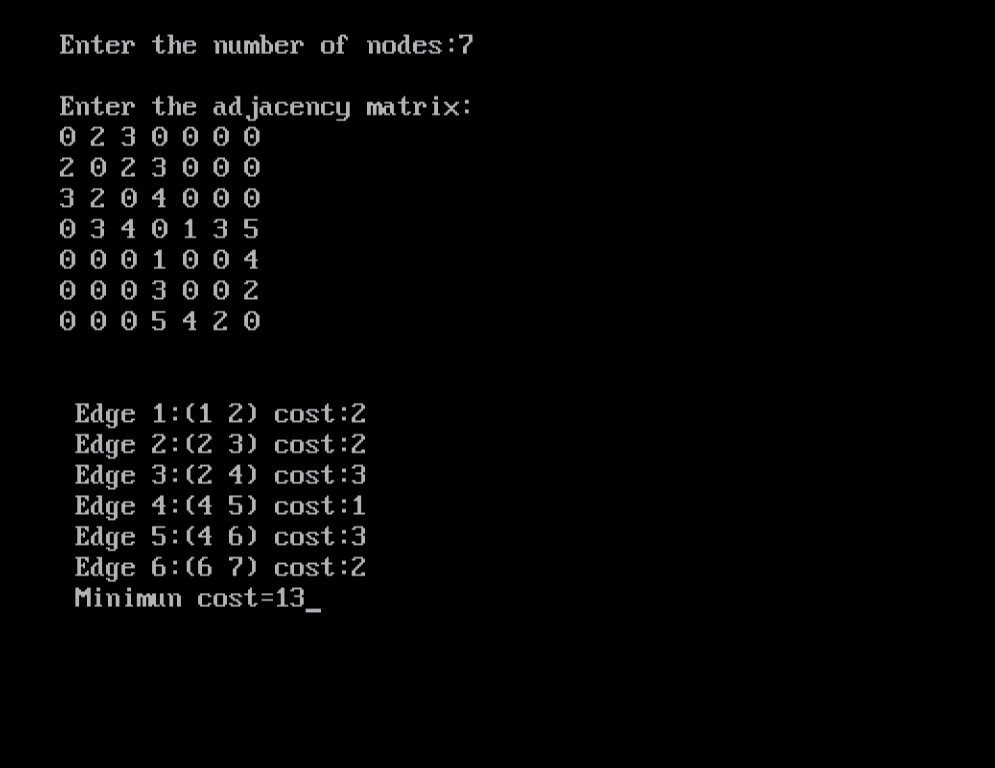 Enter the number of nodes:7
Enter the adjacency matrix:
0 2 3 0 0 0 0
2 0 2 3 0 0 0
3 2 0 4 0 0 0
0 3 4 0 1 3 5
0 0 0 1 0 0 4
0 0 0 3 0 0 2
0 0 0 5 4 2 0
Edge 1:(1 2) cost:2
Edge 2:(2 3) cost:2
Edge 3:(2 4) cost:3
Edge 4:(4 5) cost:1
Edge 5:(4 6) cost:3
Edge 6:(6 7) cost:2
Minimun cost=13_